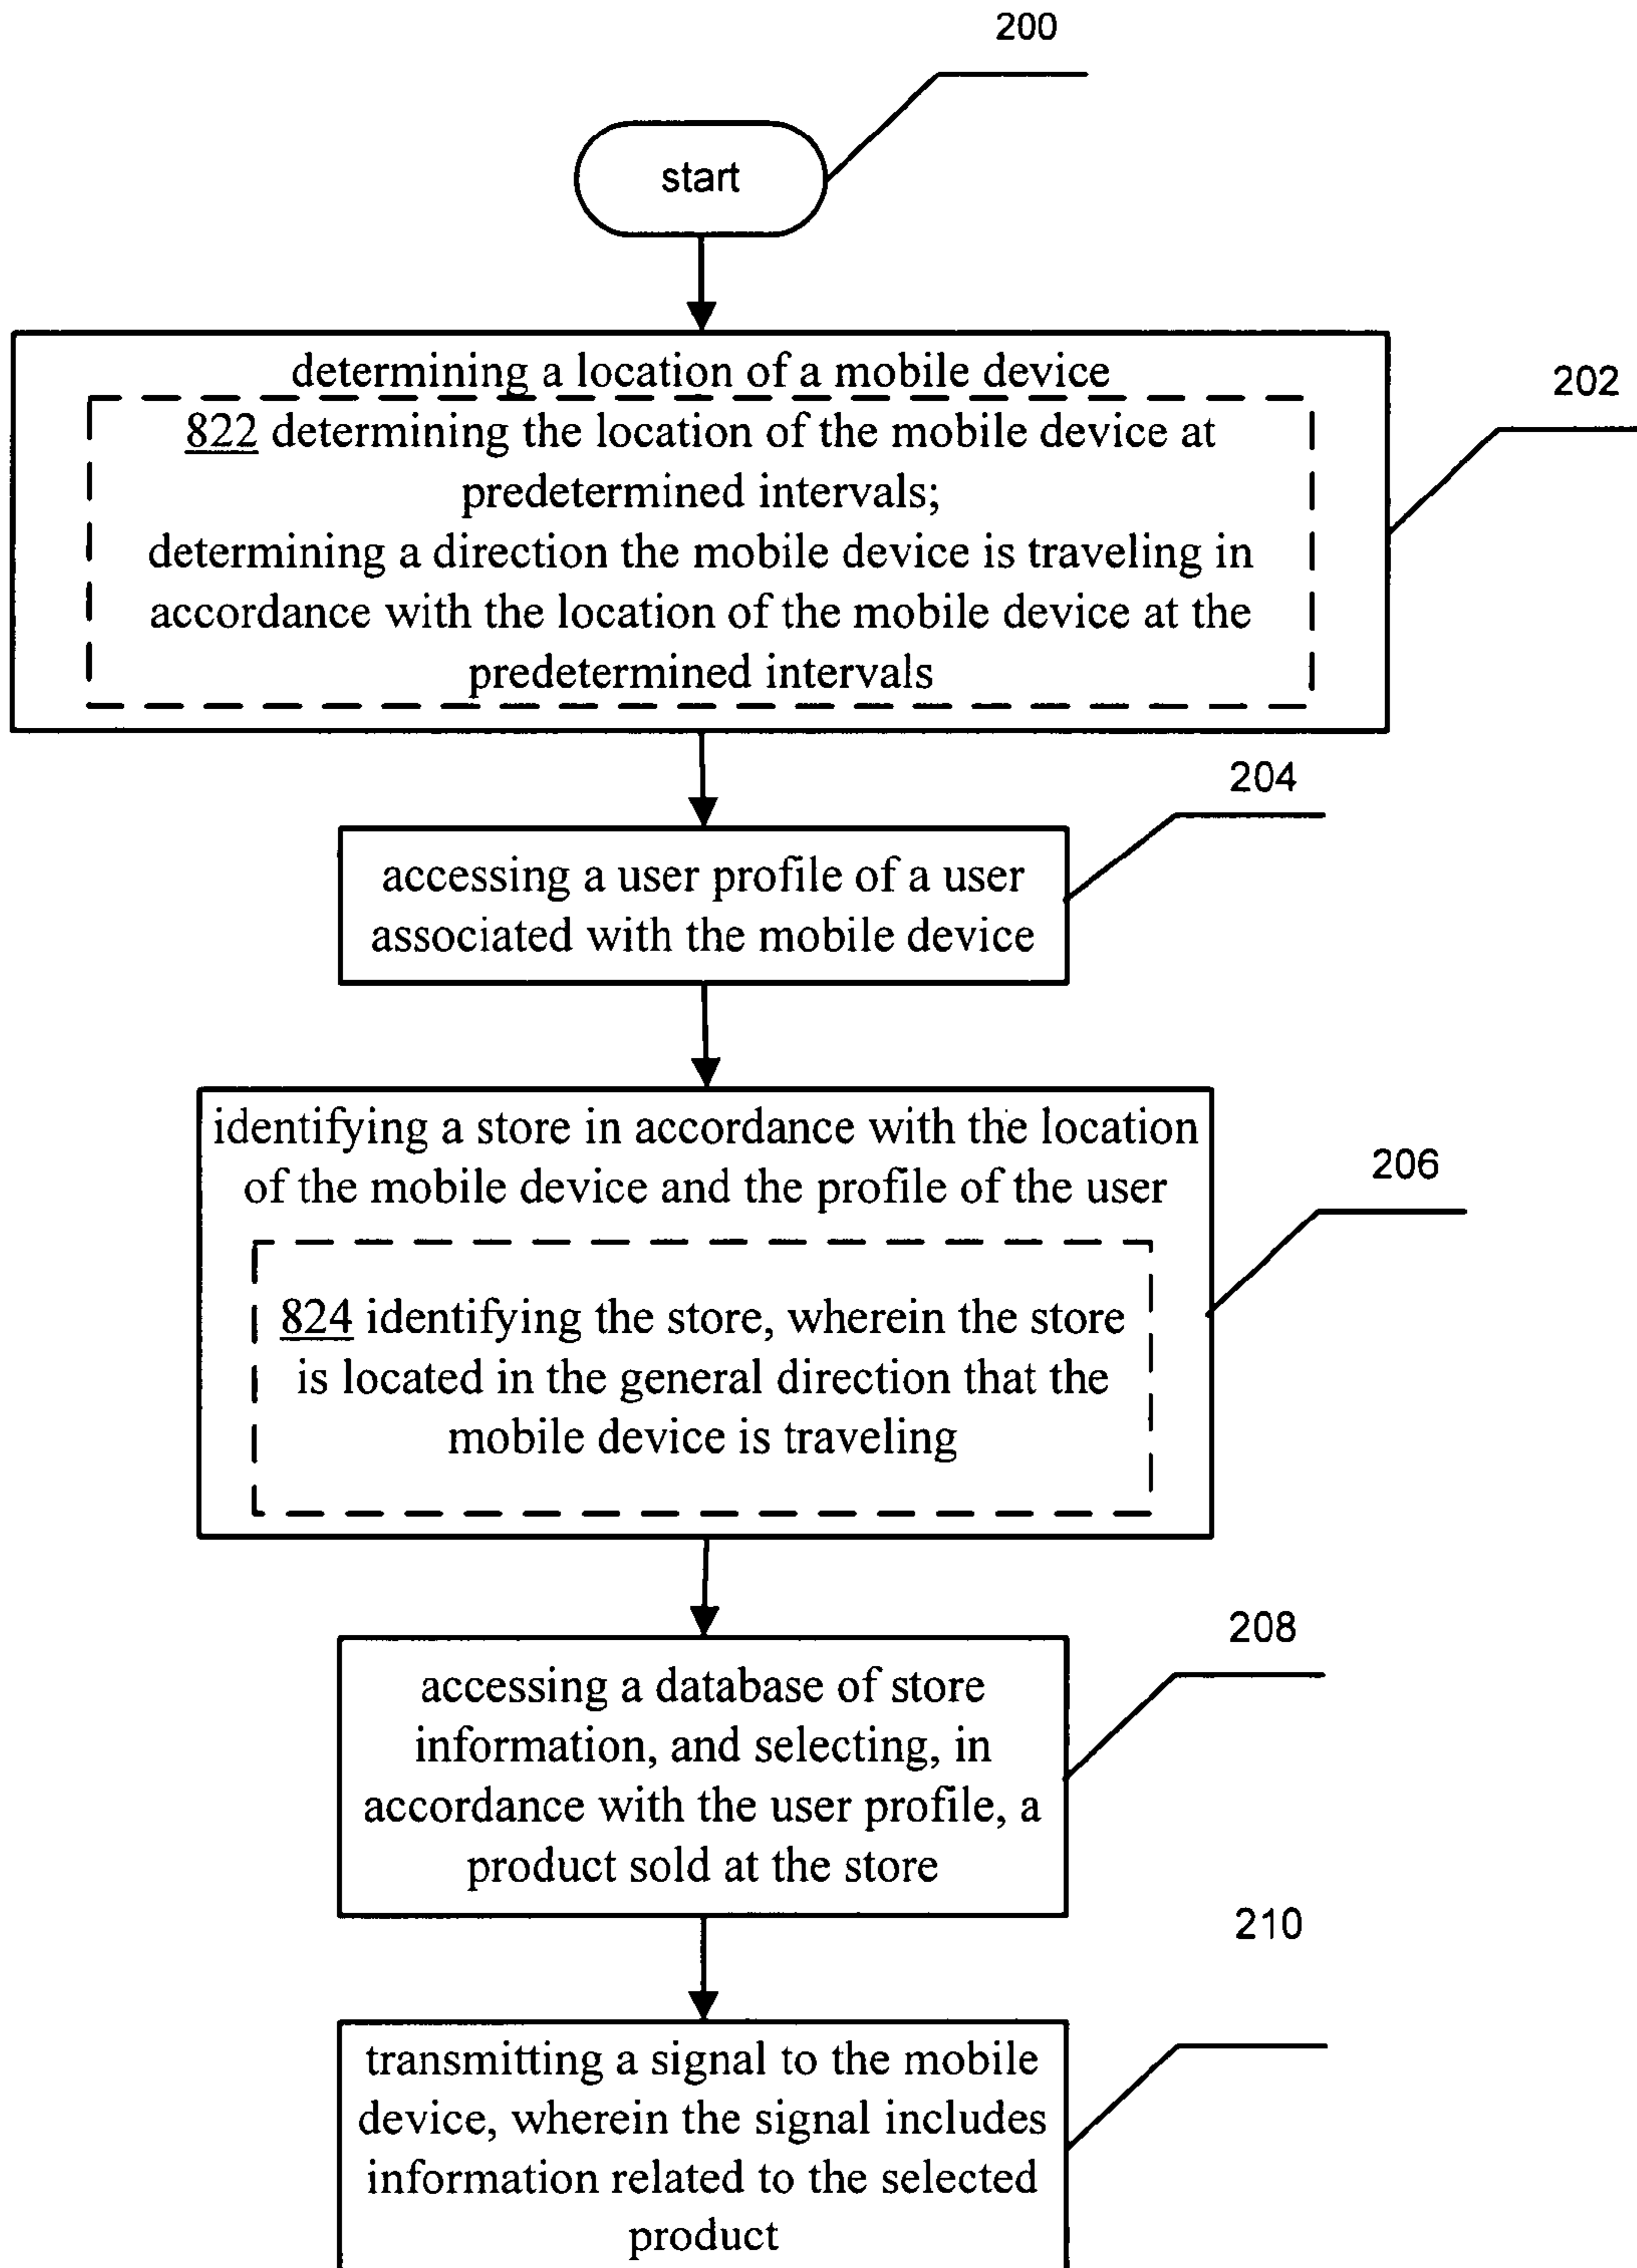 200
start
determining a location of a mobile device
202
822 determining the location of the mobile device at
predetermined intervals;
determining a direction the mobile device is traveling in
accordance with the location of the mobile device at the
predetermined intervals
204
accessing a user profile of a user
associated with the mobile device
identifying a store in accordance with the location
of the mobile device and the profile of the user
206
824 identifying the store, wherein the store
is located in the general direction that the
mobile device is traveling
208
accessing a database of store
information, and selecting, in
accordance with the user profile, a
product sold at the store
210
transmitting a signal to the mobile
device, wherein the signal includes
information related to the selected
product